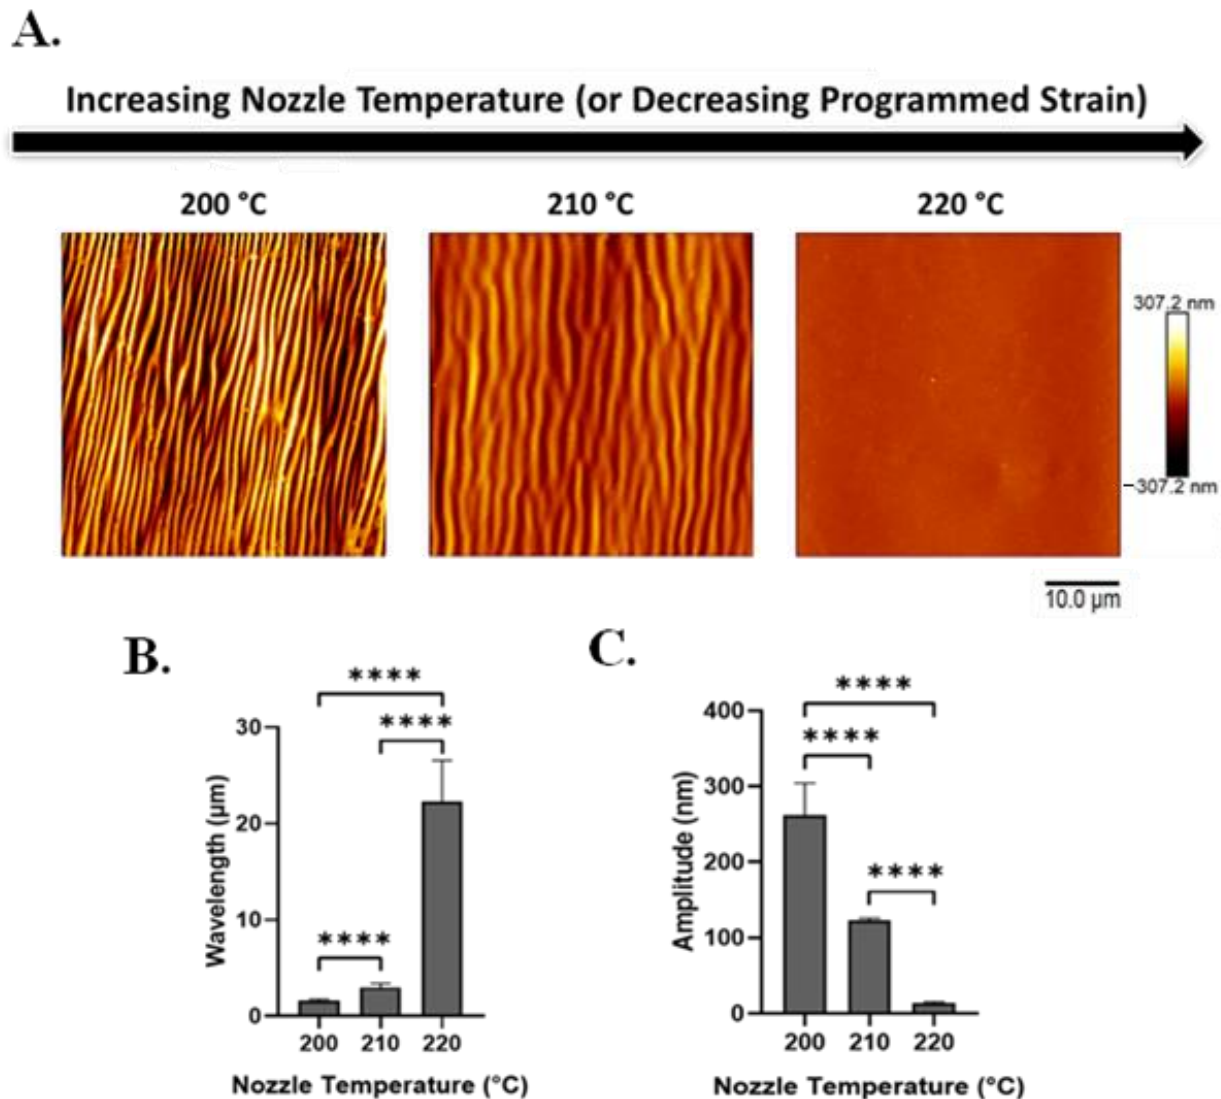 A.
Increasing Nozzle Temperature (or Decreasing Programmed Strain)
200 °C
210 °C
220 °C
307.2 nm
−307.2 nm
10.0 µm
B.
****
****
****
30
20
10
0
Wavelength (µm)
200 210 220
Nozzle Temperature (°C)
C.
****
****
****
400
300
200
100
0
Amplitude (nm)
200 210 220
Nozzle Temperature (°C)